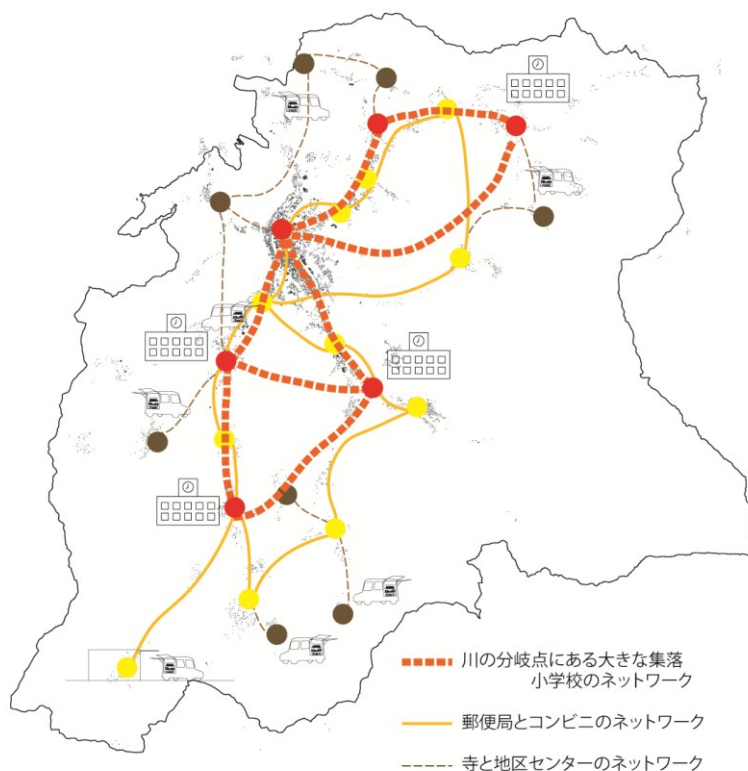 川の分岐点にある大きな集落
小学校のネットワーク
郵便局とコンビニのネットワーク
寺と地区センターのネットワーク